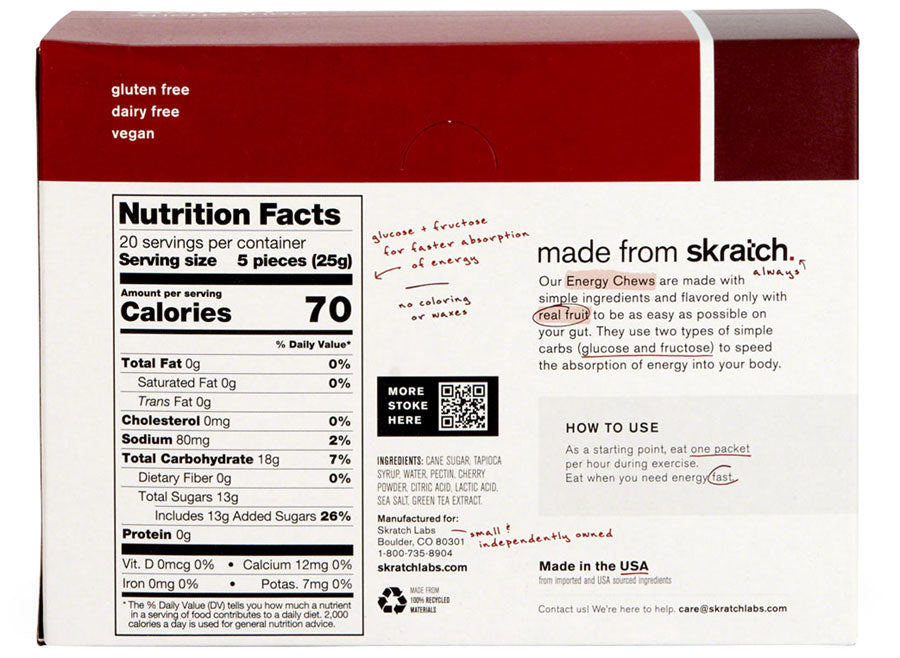 gluten free
dairy free
vegan
Nutrition Facts
20 servings per container
Serving size 5 pieces (25g)
Amount per serving
Calories 70
% Daily Value*
Total Fat 0g 0%
Saturated Fat 0g 0%
Trans Fat 0g
Cholesterol 0mg 0%
Sodium 80mg 2%
Total Carbohydrate 18g 7%
Dietary Fiber 0g 0%
Total Sugars 13g
Includes 13g Added Sugars 26%
Protein 0g
Vit. D 0mcg 0% • Calcium 12mg 0%
Iron 0mg 0% • Potas. 7mg 0%
* The % Daily Value (DV) tells you how much a nutrient
in a serving of food contributes to a daily diet. 2,000
calories a day is used for general nutrition advice.
glucose + fructose
for faster absorption
of energy
no coloring
or waxes
MORE
STOKE
HERE
INGREDIENTS: CANE SUGAR, TAPIOCA
SYRUP, WATER, PECTIN, CHERRY
POWDER, CITRIC ACID, LACTIC ACID,
SEA SALT, GREEN TEA EXTRACT.
Manufactured for:
Skratch Labs
Boulder, CO 80301
1-800-735-8904
skratchlabs.com
small &
independently owned
MADE FROM
100% RECYCLED
MATERIALS
made from skratch.
always
Our Energy Chews are made with
simple ingredients and flavored only with
real fruit to be as easy as possible on
your gut. They use two types of simple
carbs (glucose and fructose) to speed
the absorption of energy into your body.
HOW TO USE
As a starting point, eat one packet
per hour during exercise.
Eat when you need energy fast.
Made in the USA
from imported and USA sourced ingredients
Contact us! We're here to help. care@skratchlabs.com